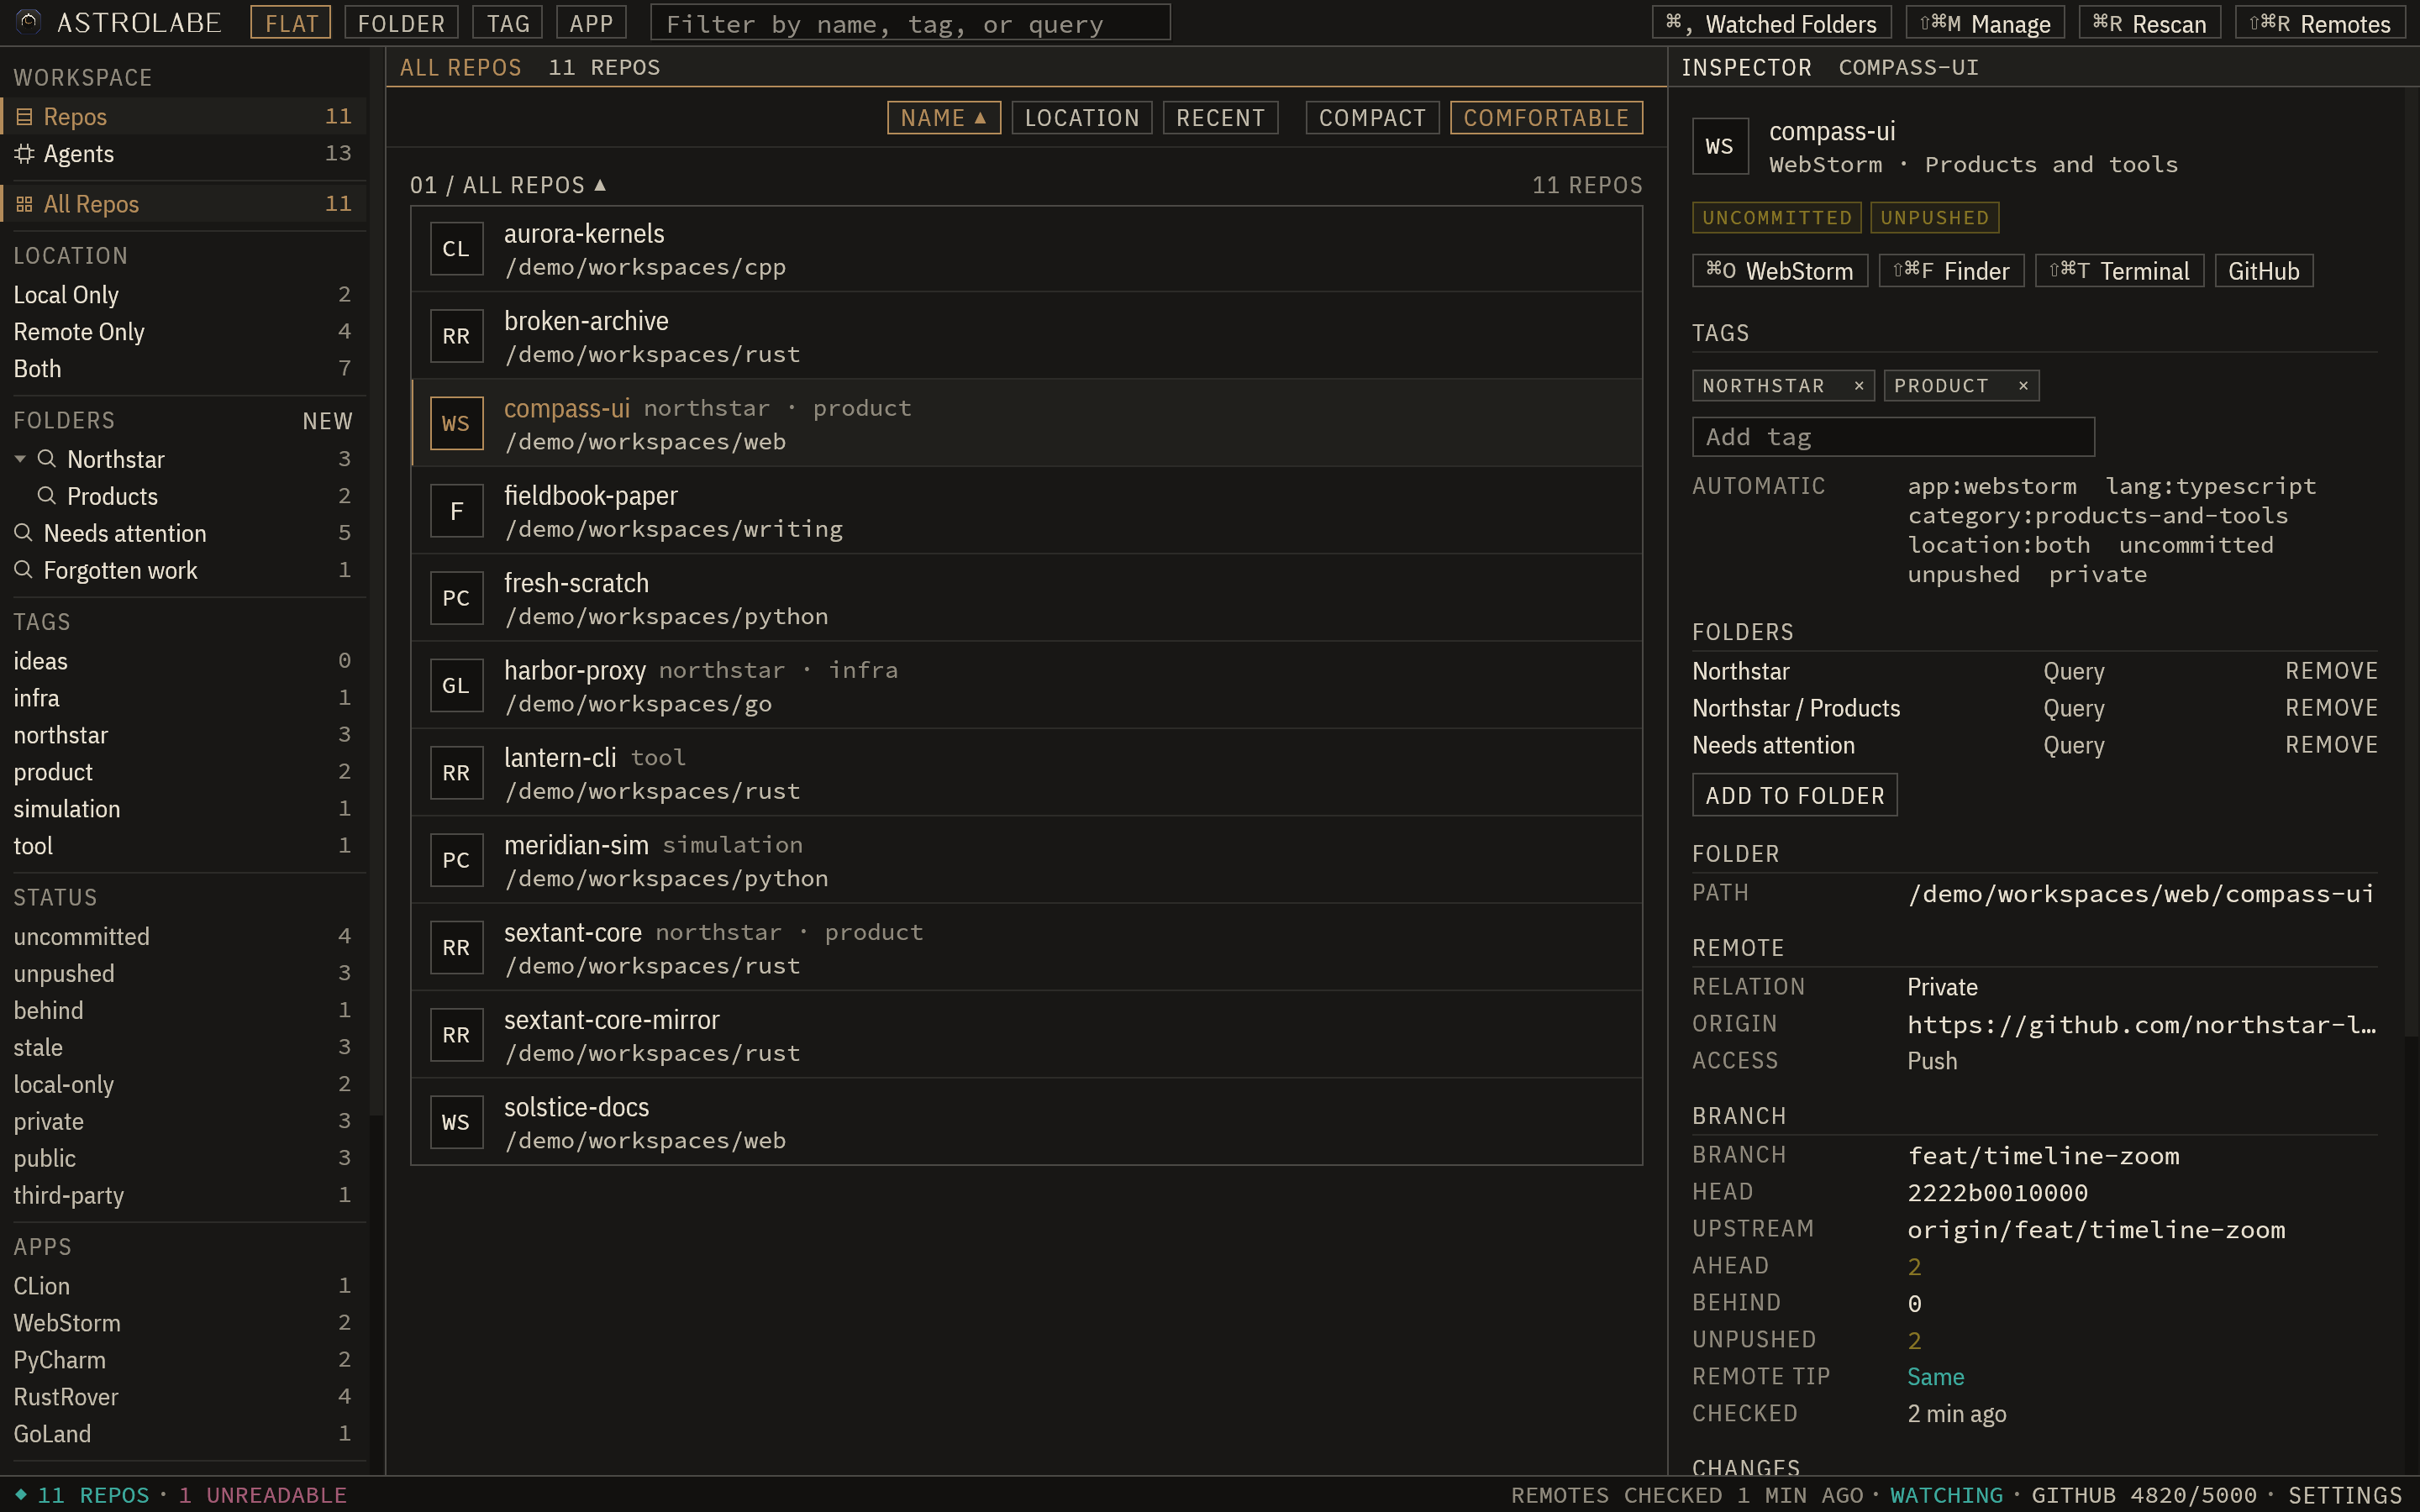 ASTROLABE FLAT FOLDER TAG APP Filter by name, tag, or query ⌘, Watched Folders ⇧⌘M Manage ⌘R Rescan ⇧⌘R Remotes
WORKSPACE
Repos 11
Agents 13
All Repos 11
LOCATION
Local Only 2
Remote Only 4
Both 7
FOLDERS NEW
Northstar 3
Products 2
Needs attention 5
Forgotten work 1
TAGS
ideas 0
infra 1
northstar 3
product 2
simulation 1
tool 1
STATUS
uncommitted 4
unpushed 3
behind 1
stale 3
local-only 2
private 3
public 3
third-party 1
APPS
CLion 1
WebStorm 2
PyCharm 2
RustRover 4
GoLand 1
ALL REPOS 11 REPOS
NAME ▲ LOCATION RECENT COMPACT COMFORTABLE
01 / ALL REPOS ▲ 11 REPOS
CL aurora-kernels
/demo/workspaces/cpp
RR broken-archive
/demo/workspaces/rust
WS compass-ui northstar · product
/demo/workspaces/web
F fieldbook-paper
/demo/workspaces/writing
PC fresh-scratch
/demo/workspaces/python
GL harbor-proxy northstar · infra
/demo/workspaces/go
RR lantern-cli tool
/demo/workspaces/rust
PC meridian-sim simulation
/demo/workspaces/python
RR sextant-core northstar · product
/demo/workspaces/rust
RR sextant-core-mirror
/demo/workspaces/rust
WS solstice-docs
/demo/workspaces/web
INSPECTOR COMPASS-UI
WS compass-ui
WebStorm · Products and tools
UNCOMMITTED UNPUSHED
⌘O WebStorm ⇧⌘F Finder ⇧⌘T Terminal GitHub
TAGS
NORTHSTAR × PRODUCT ×
Add tag
AUTOMATIC app:webstorm lang:typescript
category:products-and-tools
location:both uncommitted
unpushed private
FOLDERS
Northstar Query REMOVE
Northstar / Products Query REMOVE
Needs attention Query REMOVE
ADD TO FOLDER
FOLDER
PATH /demo/workspaces/web/compass-ui
REMOTE
RELATION Private
ORIGIN https://github.com/northstar-l…
ACCESS Push
BRANCH
BRANCH feat/timeline-zoom
HEAD 2222b0010000
UPSTREAM origin/feat/timeline-zoom
AHEAD 2
BEHIND 0
UNPUSHED 2
REMOTE TIP Same
CHECKED 2 min ago
CHANGES
◆ 11 REPOS · 1 UNREADABLE REMOTES CHECKED 1 MIN AGO · WATCHING · GITHUB 4820/5000 · SETTINGS